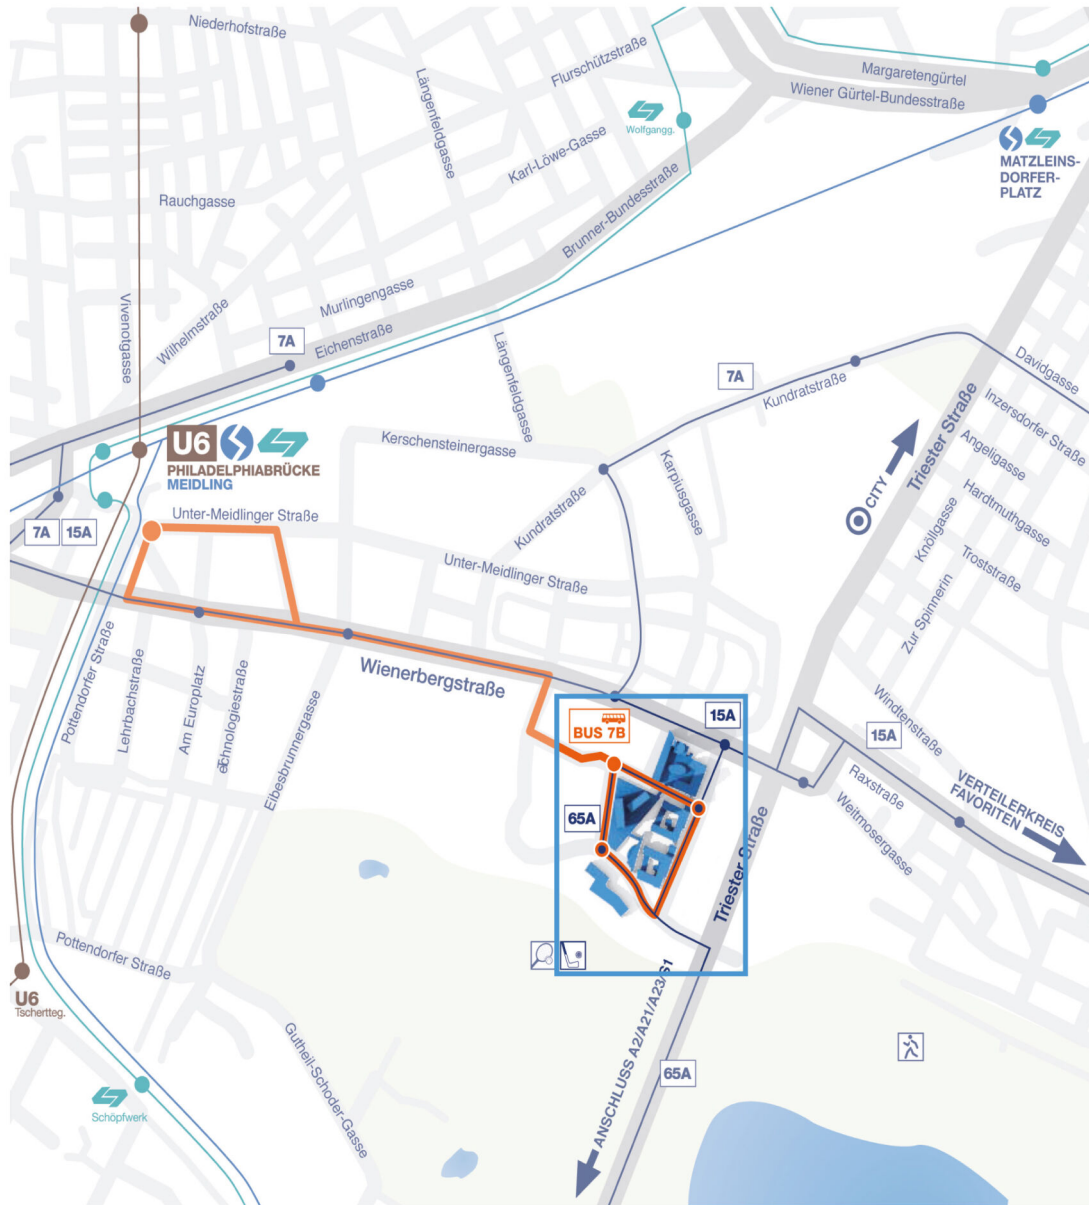 Niederhofstraße
Längenfeldgasse
Flurschützstraße
Margaretengürtel
Wiener Gürtel-Bundesstraße
Wolfgangg.
Karl-Löwe-Gasse
MATZLEINS-
DORFER-
PLATZ
Rauchgasse
Brunner-Bundesstraße
Vivenotgasse
Wilhelmstraße
Murlingengasse
7A
Eichenstraße
Längenfeldgasse
7A
Kundratstraße
Davidgasse
Inzersdorfer Straße
Triester Straße
U6
PHILADELPHIABRÜCKE
MEIDLING
Kerschensteinergasse
Karpiusgasse
Angeligasse
CITY
Hardtmuthgasse
Knöllgasse
7A
15A
Unter-Meidlinger Straße
Kundratstraße
Unter-Meidlinger Straße
Troststraße
Zur Spinnerin
Pottendorfer Straße
Lehrbachstraße
Am Europlatz
Technologiestraße
Eibesbrunnergasse
Wienerbergstraße
Windtenstraße
BUS 7B
15A
15A
Raxstraße
VERTEILERKREIS
FAVORITEN
65A
Weitmosergasse
Triester Straße
Pottendorfer Straße
U6
Tschertteg.
ANSCHLUSS A2/A21/A23/S1
Gutheil-Schoder-Gasse
65A
Schöpfwerk